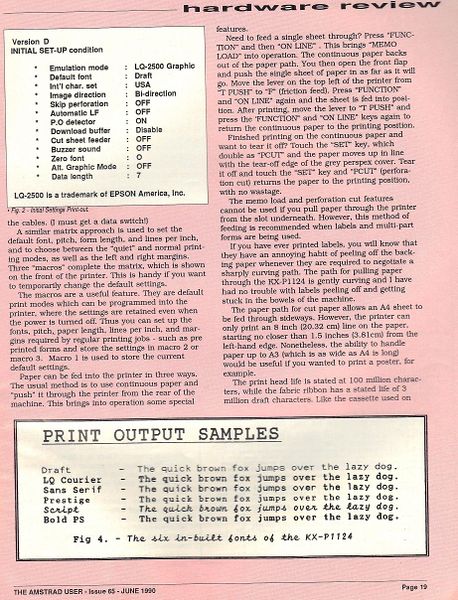 hardware review
Version D
INITIAL SET-UP condition
* Emulation mode : LQ-2500 Graphic
* Default font : Draft
* Int'l char. set : USA
* Image direction : Bi-direction
* Skip perforation : OFF
* Automatic LF : OFF
* P.O detector : ON
* Download buffer : Disable
* Cut sheet feeder : OFF
* Buzzer sound : OFF
* Zero font : O
* Alt. Graphic Mode : OFF
* Data length : 7
LQ-2500 is a trademark of EPSON America, Inc.
• Fig. 2 - Initial Settings Print-out.
the cables. (I must get a data switch!)
A similar matrix approach is used to set the
default font, pitch, form length, and lines per inch,
and to choose between the "quiet" and normal print-
ing modes, as well as the left and right margins.
Three "macros" complete the matrix, which is shown
on the front of the printer. This is handy if you want
to temporarily change the default settings.
The macros are a useful feature. They are default
print modes which can be programmed into the
printer, where the settings are retained even when
the power is turned off. Thus you can set up the
fonts, pitch, paper length, lines per inch, and mar-
gins required by regular printing jobs - such as pre
printed forms and store the settings in macro 2 or
macro 3. Macro 1 is used to store the current
default settings.
Paper can be fed into the printer in three ways.
The usual method is to use continuous paper and
"push" it through the printer from the rear of the
machine. This brings into operation some special
features.
Need to feed a single sheet through? Press "FUNC-
TION" and then "ON LINE" . This brings "MEMO
LOAD" into operation. The continuous paper backs
out of the paper path. You then open the front flap
and push the single sheet of paper in as far as it will
go. Move the lever on the top left of the printer from
"T PUSH" to "F" (friction feed). Press "FUNCTION"
and "ON LINE" again and the sheet is fed into posi-
tion. After printing, move the lever to "T PUSH" and
press the 'FUNCTION" and "ON LINE" keys again to
return the continuous paper to the printing position.
Finished printing on the continuous paper and
want to tear it off? Touch the "SET" key, which
double as "PCUT" and the paper moves up in line
with the tear-off edge of the grey perspex cover. Tear
it off and touch the "SET" key and "PCUT" (perfora-
tion cut) returns the paper to the printing position,
with no wastage.
The memo load and perforation cut features
cannot be used if you pull paper through the printer
from the slot underneath. However, this method of
feeding is recommended when labels and multi-part
forms are being used.
If you have ever printed labels, you will know that
they have an annoying habit of peeling off the back-
ing paper whenever they are required to negotiate a
sharply curving path. The path for pulling paper
through the KX-P1124 is gently curving and I have
had no trouble with labels peeling off and getting
stuck in the bowels of the machine.
The paper path for cut paper allows an A4 sheet to
be fed through sideways. However, the printer can
only print an 8 inch (20.32 cm) line on the paper,
starting no closer than 1.5 inches (3.81cm) from the
left-hand edge. Nonetheless, the ability to handle
paper up to A3 (which is as wide as A4 is long)
would be useful if you wanted to print a poster, for
example.
The print head life is stated at 100 million charac-
ters, while the fabric ribbon has a stated life of 3
million draft characters. Like the cassette used on
PRINT OUTPUT SAMPLES
Draft - The quick brown fox jumps over the lazy dog.
LQ Courier - The quick brown fox jumps over the lazy dog.
Sans Serif - The quick brown fox jumps over the lazy dog.
Prestige - The quick brown fox jumps over the lazy dog.
Script - The quick brown fox jumps over the lazy dog.
Bold PS - The quick brown fox jumps over the lazy dog.
Fig 4. - The six in-built fonts of the KX-P1124
THE AMSTRAD USER - Issue 65 - JUNE 1990
Page 19